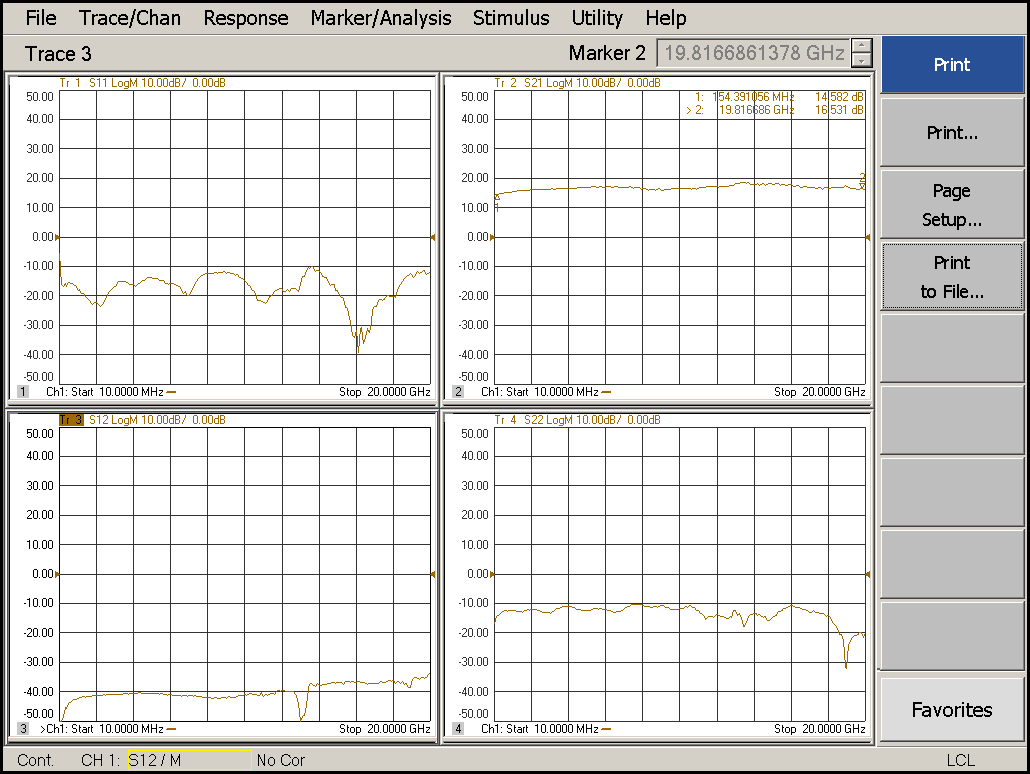 File Trace/Chan Response Marker/Analysis Stimulus Utility Help
Trace 3 Marker 2 19.8166861378 GHz
Print
Print...
Page
Setup...
Print
to File...
Favorites
Tr 1 S11 LogM 10.00dB/ 0.00dB
50.00
40.00
30.00
20.00
10.00
0.00
-10.00
-20.00
-30.00
-40.00
-50.00
1 Ch1: Start 10.0000 MHz Stop 20.0000 GHz
Tr 2 S21 LogM 10.00dB/ 0.00dB
1: 154.391056 MHz 14.582 dB
> 2: 19.816686 GHz 16.531 dB
50.00
40.00
30.00
20.00
10.00
0.00
-10.00
-20.00
-30.00
-40.00
-50.00
1
2
2 Ch1: Start 10.0000 MHz Stop 20.0000 GHz
Tr 3 S12 LogM 10.00dB/ 0.00dB
50.00
40.00
30.00
20.00
10.00
0.00
-10.00
-20.00
-30.00
-40.00
-50.00
3 >Ch1: Start 10.0000 MHz Stop 20.0000 GHz
Tr 4 S22 LogM 10.00dB/ 0.00dB
50.00
40.00
30.00
20.00
10.00
0.00
-10.00
-20.00
-30.00
-40.00
-50.00
4 Ch1: Start 10.0000 MHz Stop 20.0000 GHz
Cont. CH 1: S12 / M No Cor LCL